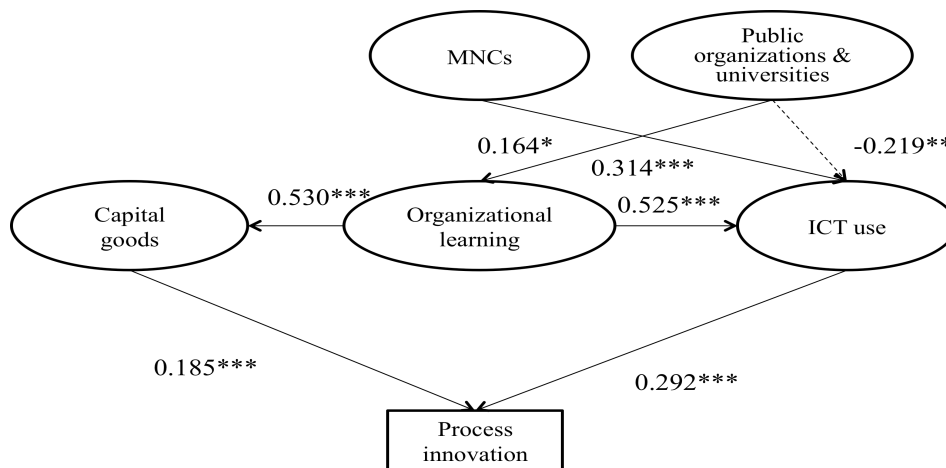 MNCs
Public
organizations &
universities
0.164*
-0.219**
0.314***
0.530***
0.525***
Capital
goods
Organizational
learning
ICT use
0.185***
0.292***
Process
innovation